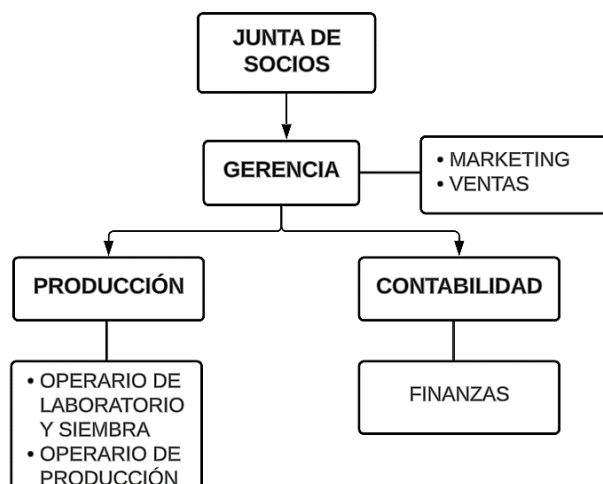 JUNTA DE
SOCIOS
GERENCIA
• MARKETING
• VENTAS
PRODUCCIÓN
CONTABILIDAD
• OPERARIO DE
LABORATORIO
Y SIEMBRA
• OPERARIO DE
PRODUCCIÓN
FINANZAS